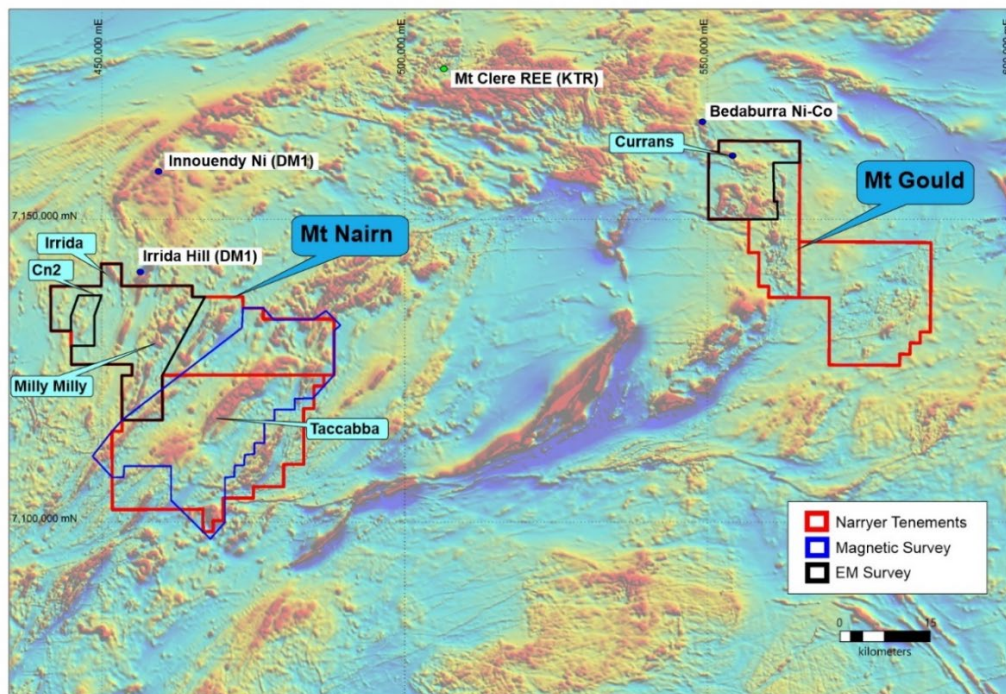 450,000 mE
500,000 mE
550,000 mE
Mt Clere REE (KTR)
Bedaburra Ni-Co
Currans
Innouendy Ni (DM1)
Mt Gould
7,150,000 mN
Mt Nairn
Irrida
Irrida Hill (DM1)
Cn2
Milly Milly
Taccabba
7,100,000 mN
Narryer Tenements
Magnetic Survey
EM Survey
0 15
kilometers